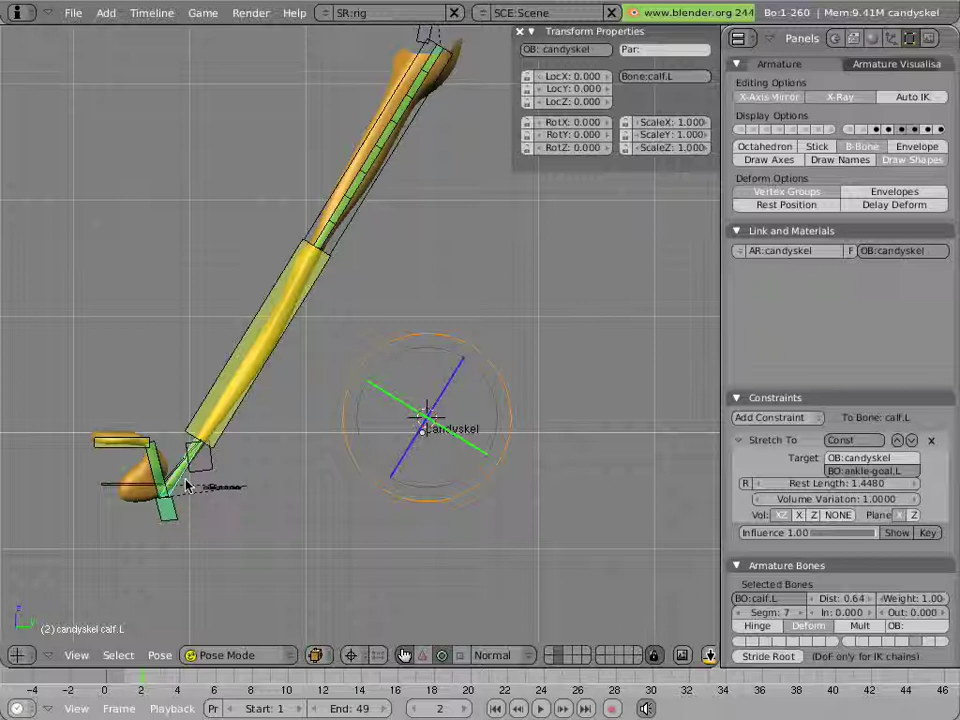 File Add Timeline Game Render Help SR:rig SCE:Scene www.blender.org 244 Bo:1-260 Mem:9.41M candyskel
Transform Properties
OB: candyskel Par:
LocX: 0.000 Bone:calf.L
LocY: 0.000
LocZ: 0.000
RotX: 0.000 ScaleX: 1.000
RotY: 0.000 ScaleY: 1.000
RotZ: 0.000 ScaleZ: 1.000
Panels
Armature Armature Visualisa
Editing Options
X-Axis Mirror X-Ray Auto IK
Display Options
Octahedron Stick B-Bone Envelope
Draw Axes Draw Names Draw Shapes
Deform Options
Vertex Groups Envelopes
Rest Position Delay Deform
Link and Materials
AR:candyskel F OB:candyskel
Constraints
Add Constraint To Bone: calf.L
Stretch To Const
Target: OB:candyskel
BO:ankle-goal.L
R Rest Length: 1.4480
Volume Variaton: 1.0000
Vol: XZ X Z NONE Plane: X Z
Influence 1.00 Show Key
Armature Bones
Selected Bones
BO:calf.L Dist: 0.64 Weight: 1.00
Segm: 7 In: 0.000 Out: 0.000
Hinge Deform Mult OB:
Stride Root (DoF only for IK chains)
candyskel
z
y
(2) candyskel calf.L
View Select Pose Pose Mode Normal
-4 -2 0 2 4 6 8 10 12 14 16 18 20 22 24 26 28 30 32 34 36 38 40 42 44 46
View Frame Playback Pr Start: 1 End: 49 2